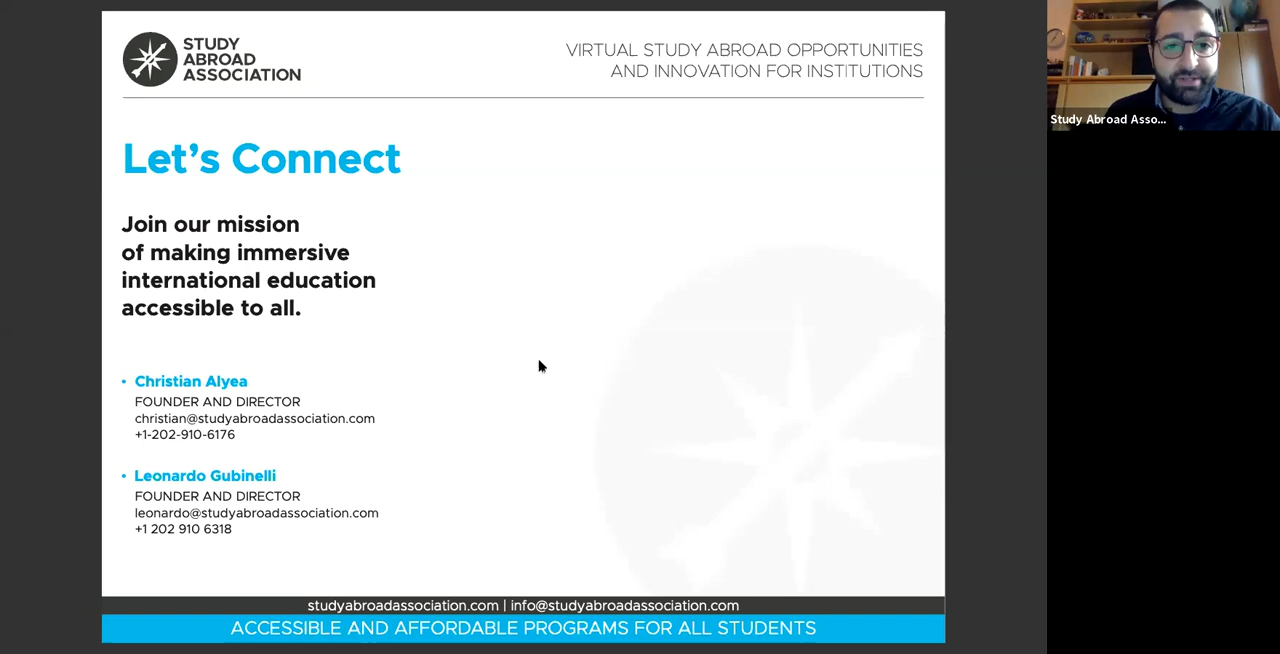 STUDY
ABROAD
ASSOCIATION
VIRTUAL STUDY ABROAD OPPORTUNITIES
AND INNOVATION FOR INSTITUTIONS
Let's Connect
Join our mission
of making immersive
international education
accessible to all.
• Christian Alyea
FOUNDER AND DIRECTOR
christian@studyabroadassociation.com
+1-202-910-6176
• Leonardo Gubinelli
FOUNDER AND DIRECTOR
leonardo@studyabroadassociation.com
+1 202 910 6318
studyabroadassociation.com | info@studyabroadassociation.com
ACCESSIBLE AND AFFORDABLE PROGRAMS FOR ALL STUDENTS
Study Abroad Asso...